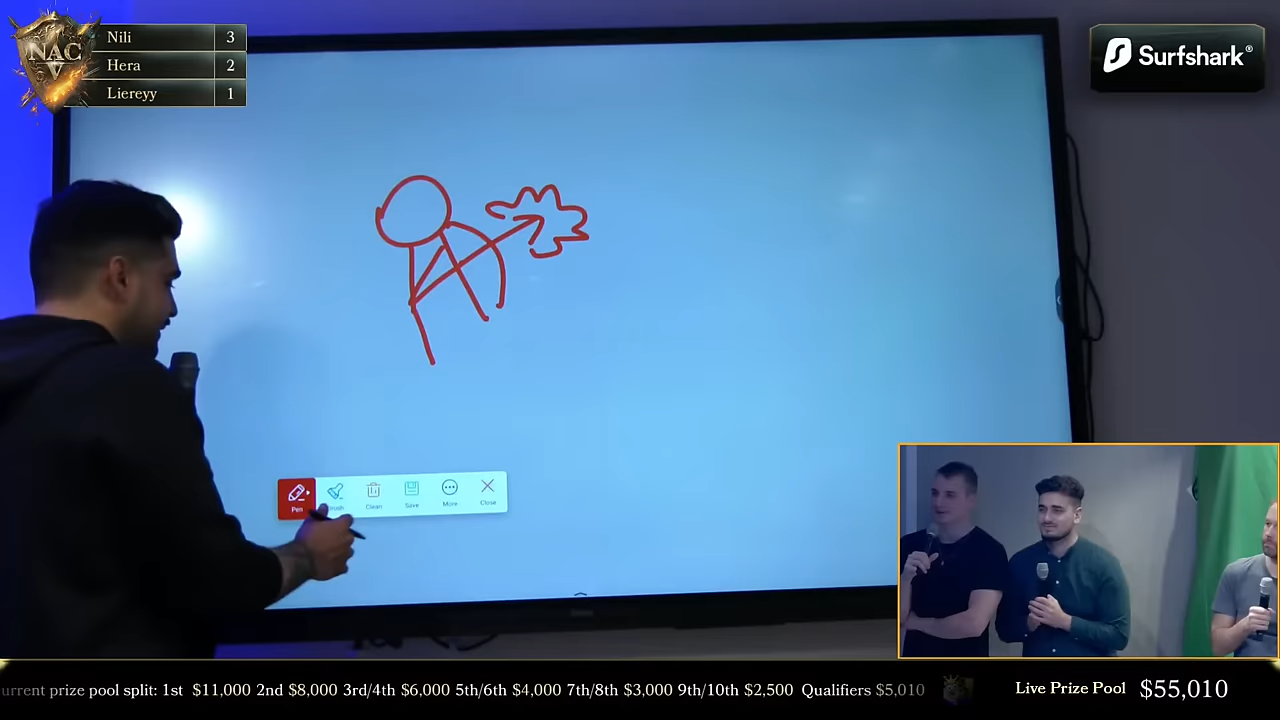 NAC
V
Nili 3
Hera 2
Liereyy 1
Surfshark®
Pen
Clean
Save
More
Close
urrent prize pool split: 1st $11,000 2nd $8,000 3rd/4th $6,000 5th/6th $4,000 7th/8th $3,000 9th/10th $2,500 Qualifiers $5,010
Live Prize Pool $55,010